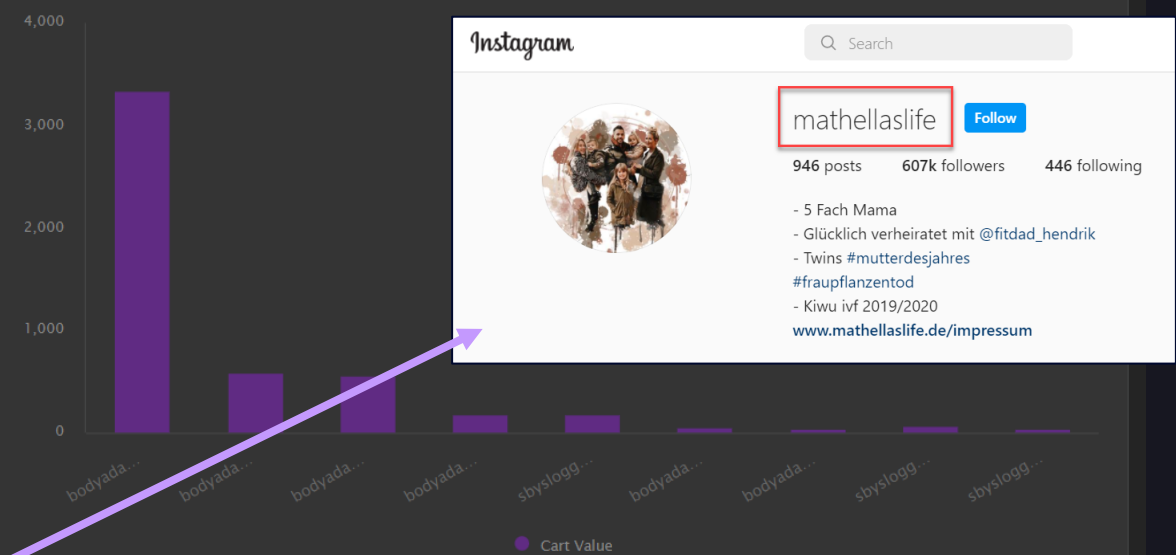 4,000
3,000
2,000
1,000
0
bodyada...
bodyada...
bodyada...
bodyada...
sbyslogg...
bodyada...
bodyada...
sbyslogg...
sbyslogg...
Cart Value
Instagram
Search
mathellaslife
Follow
946 posts 607k followers 446 following
- 5 Fach Mama
- Glücklich verheiratet mit @fitdad_hendrik
- Twins #mutterdesjahres
#fraupflanzentod
- Kiwu ivf 2019/2020
www.mathellaslife.de/impressum